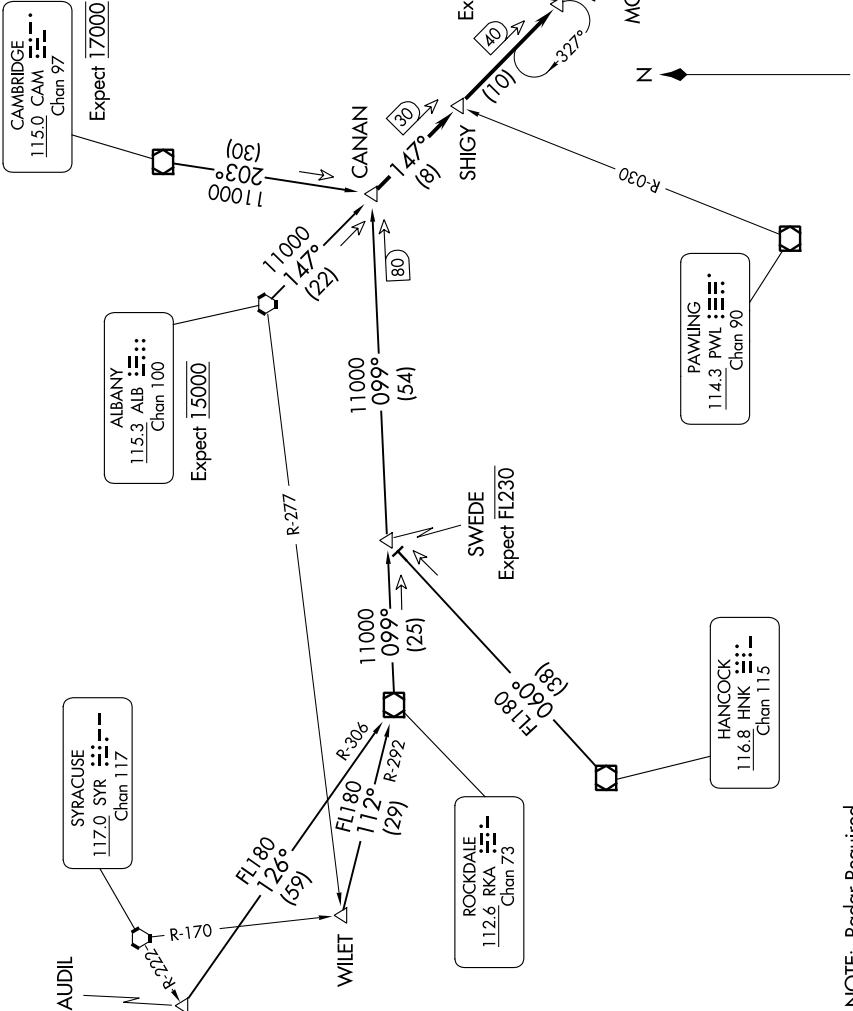 CAMBRIDGE
115.0 CAM
Chan 97
Expect 17000
11000
203°
(30)
CANAN
ALBANY
115.3 ALB
Chan 100
Expect 15000
11000
147°
(22)
30
147°
(8)
SHIGY
40
(10)
327°
Ex
MO
N
R-030
PAWLING
114.3 PWL
Chan 90
80
11000
099°
(54)
R-277
SWEDE
Expect FL230
11000
099°
(25)
FL180
060°
(38)
HANCOCK
116.8 HNK
Chan 115
SYRACUSE
117.0 SYR
Chan 117
R-222
R-170
AUDIL
WILET
FL180
126°
(59)
R-306
FL180
112°
(29)
R-292
ROCKDALE
112.6 RKA
Chan 73
NOTE: Radar Required